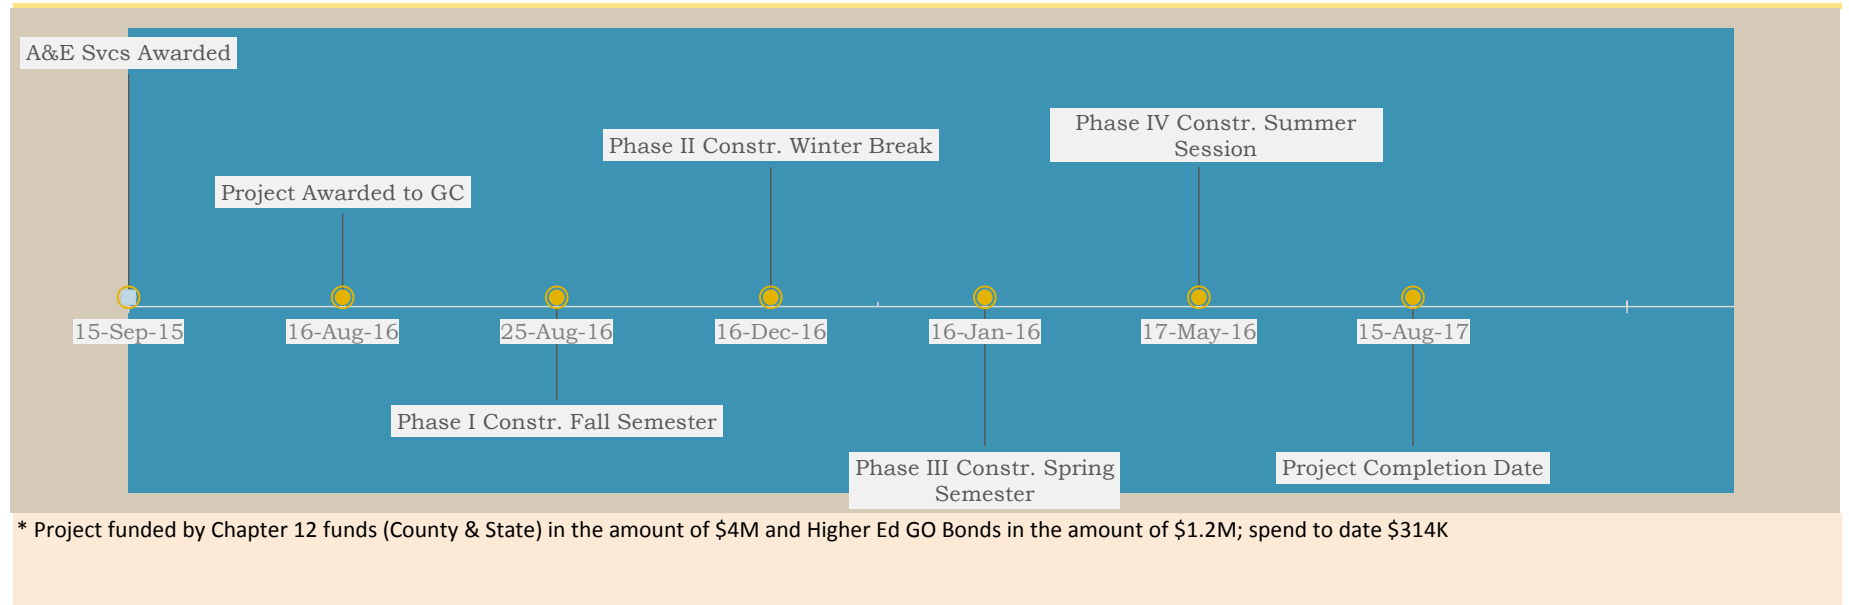 A&E Svcs Awarded
Phase IV Constr. Summer
Session
Phase II Constr. Winter Break
Project Awarded to GC
15-Sep-15
16-Aug-16
25-Aug-16
16-Dec-16
16-Jan-16
17-May-16
15-Aug-17
Phase I Constr. Fall Semester
Phase III Constr. Spring
Semester
Project Completion Date
* Project funded by Chapter 12 funds (County & State) in the amount of $4M and Higher Ed GO Bonds in the amount of $1.2M; spend to date $314K